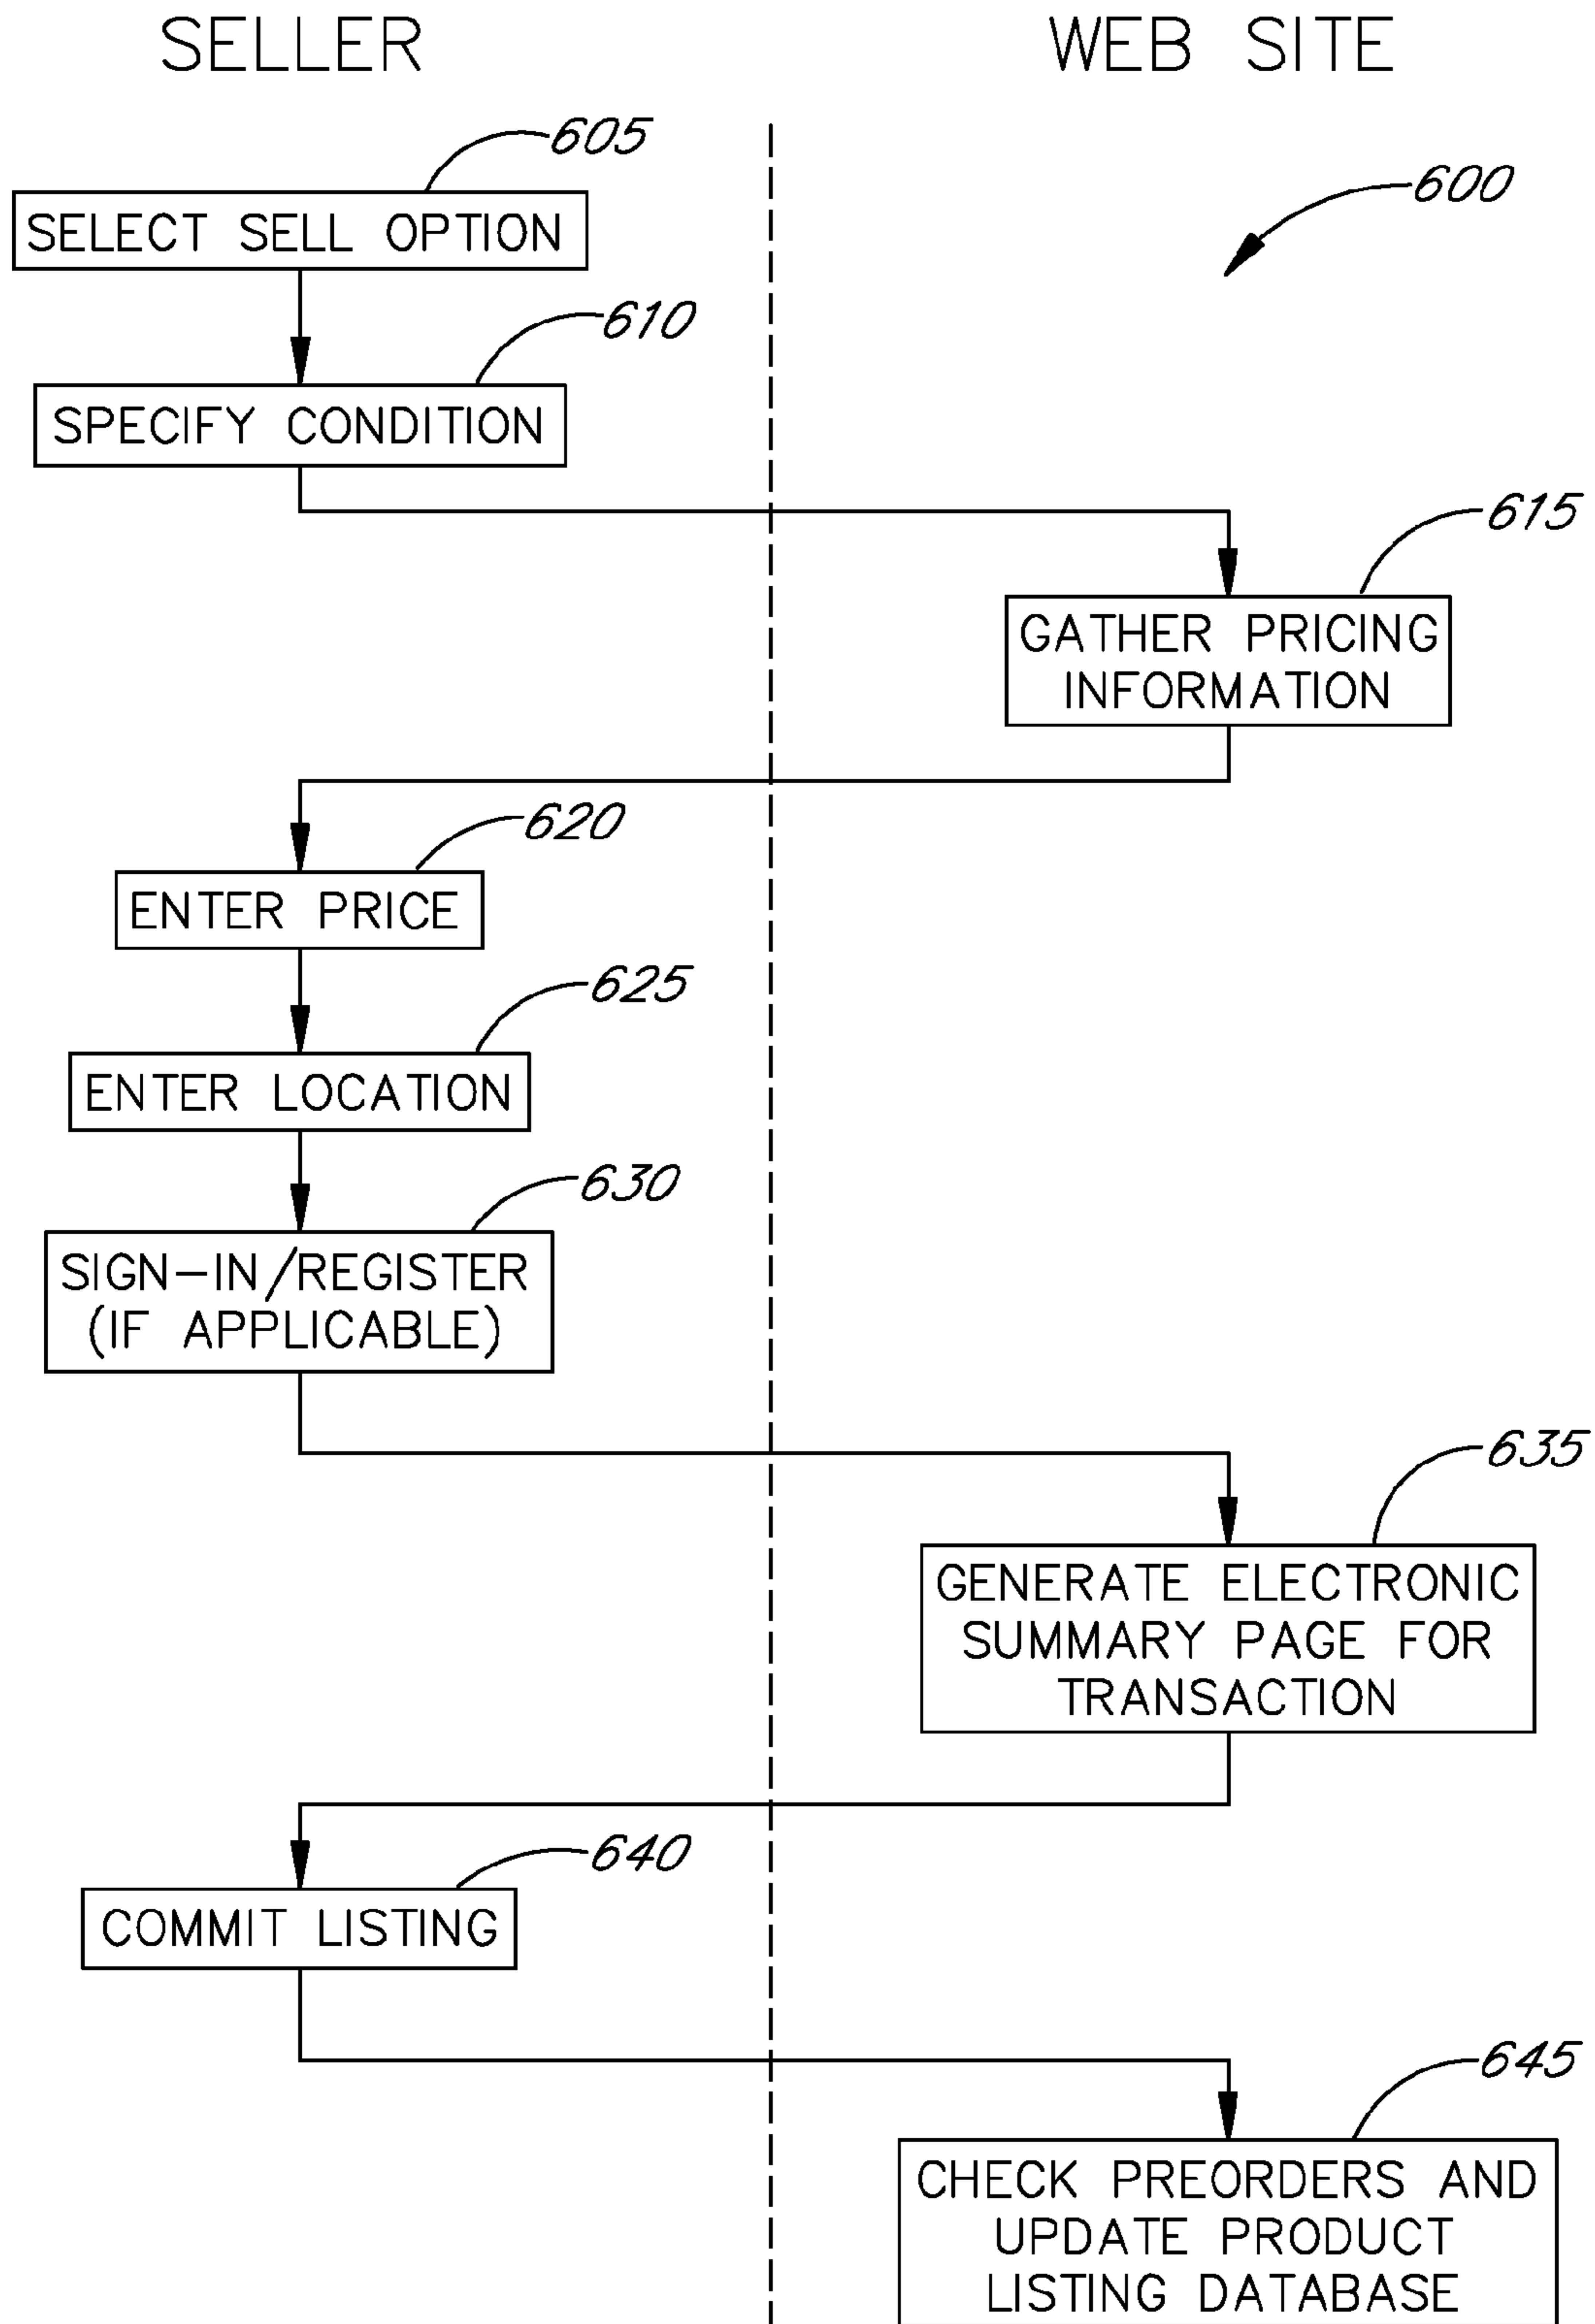 SELLER
WEB SITE
605
600
SELECT SELL OPTION
610
SPECIFY CONDITION
615
GATHER PRICING
INFORMATION
620
ENTER PRICE
625
ENTER LOCATION
630
SIGN-IN/REGISTER
(IF APPLICABLE)
635
GENERATE ELECTRONIC
SUMMARY PAGE FOR
TRANSACTION
640
COMMIT LISTING
645
CHECK PREORDERS AND
UPDATE PRODUCT
LISTING DATABASE